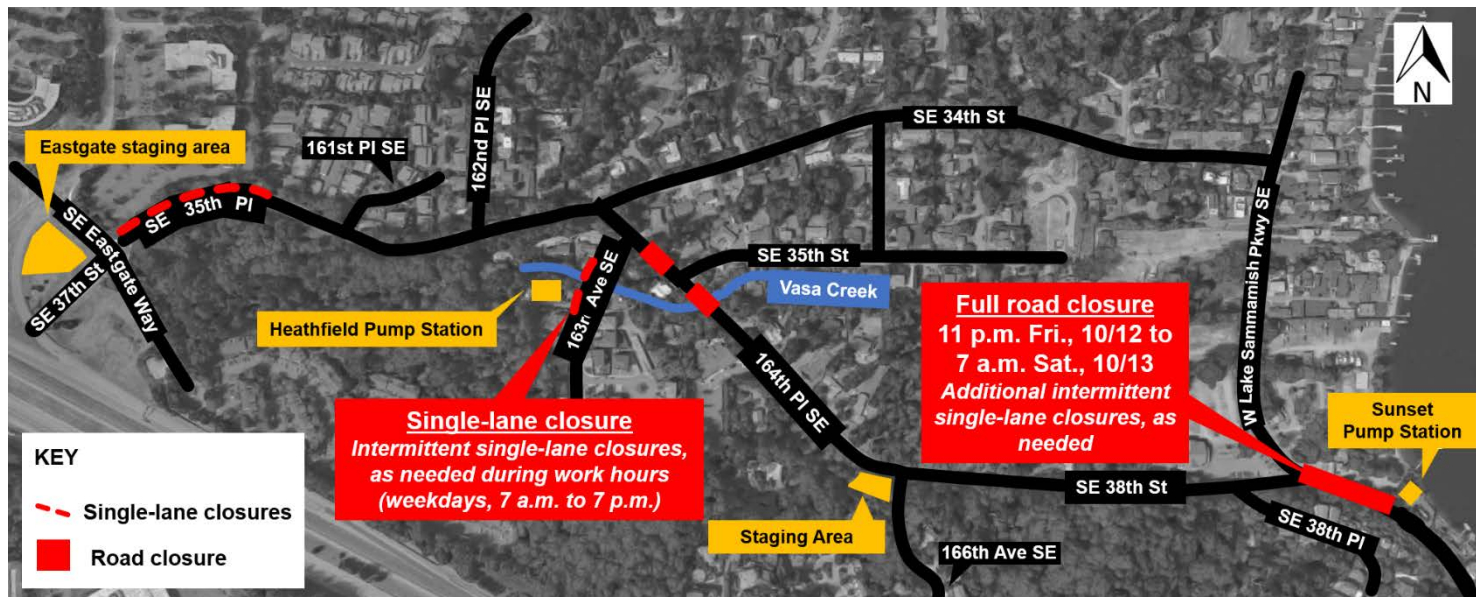 N
SE 34th St
162nd Pl SE
161st Pl SE
Eastgate staging area
SE 35th Pl
SE Eastgate Way
SE 37th St
W Lake Sammamish Pkwy SE
SE 35th St
163rd Ave SE
Vasa Creek
Heathfield Pump Station
Full road closure
11 p.m. Fri., 10/12 to
7 a.m. Sat., 10/13
Additional intermittent
single-lane closures, as
needed
164th Pl SE
Single-lane closure
Intermittent single-lane closures,
as needed during work hours
(weekdays, 7 a.m. to 7 p.m.)
Sunset
Pump Station
SE 38th St
SE 38th Pl
Staging Area
166th Ave SE
KEY
Single-lane closures
Road closure